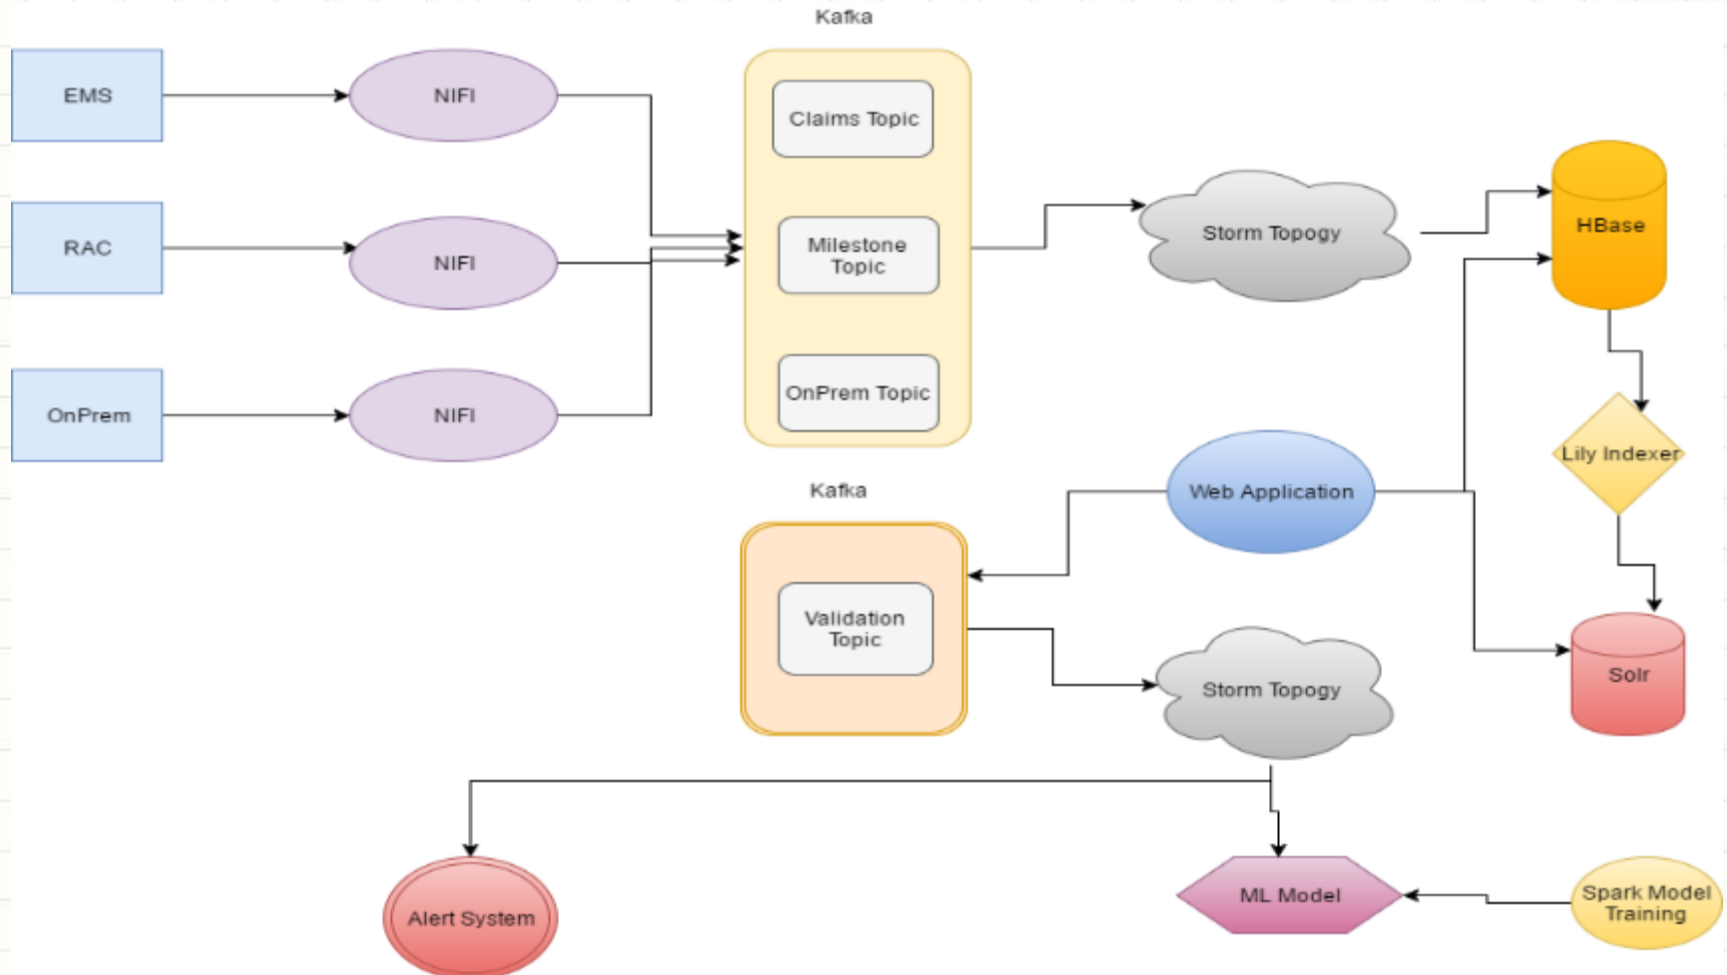 Kafka
EMS
NIFI
Claims Topic
RAC
NIFI
Milestone
Topic
Storm Topogy
HBase
OnPrem
NIFI
OnPrem Topic
Lily Indexer
Kafka
Web Application
Validation
Topic
Storm Topogy
Solr
Alert System
ML Model
Spark Model
Training